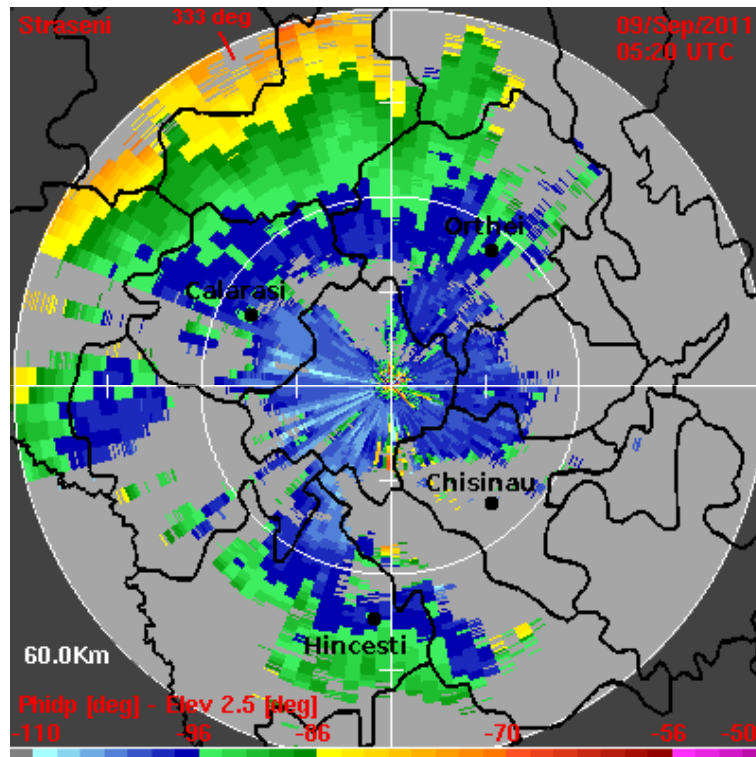 Straseni
333 deg
09/Sep/2011
05:20 UTC
Orthei
Calarasi
Chisinau
Hincesti
60.0Km
Phidp [deg] - Elev 2.5 [deg]
-110 -96 -86 -70 -56 -50